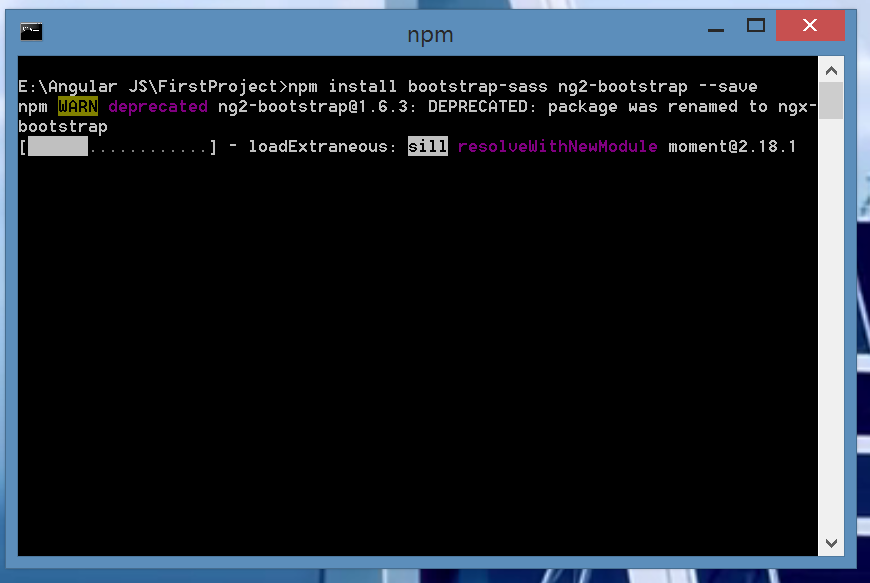 npm
E:\Angular JS\FirstProject>npm install bootstrap-sass ng2-bootstrap --save
npm WARN deprecated ng2-bootstrap@1.6.3: DEPRECATED: package was renamed to ngx-
bootstrap
[      ............] - loadExtraneous: sill resolveWithNewModule moment@2.18.1